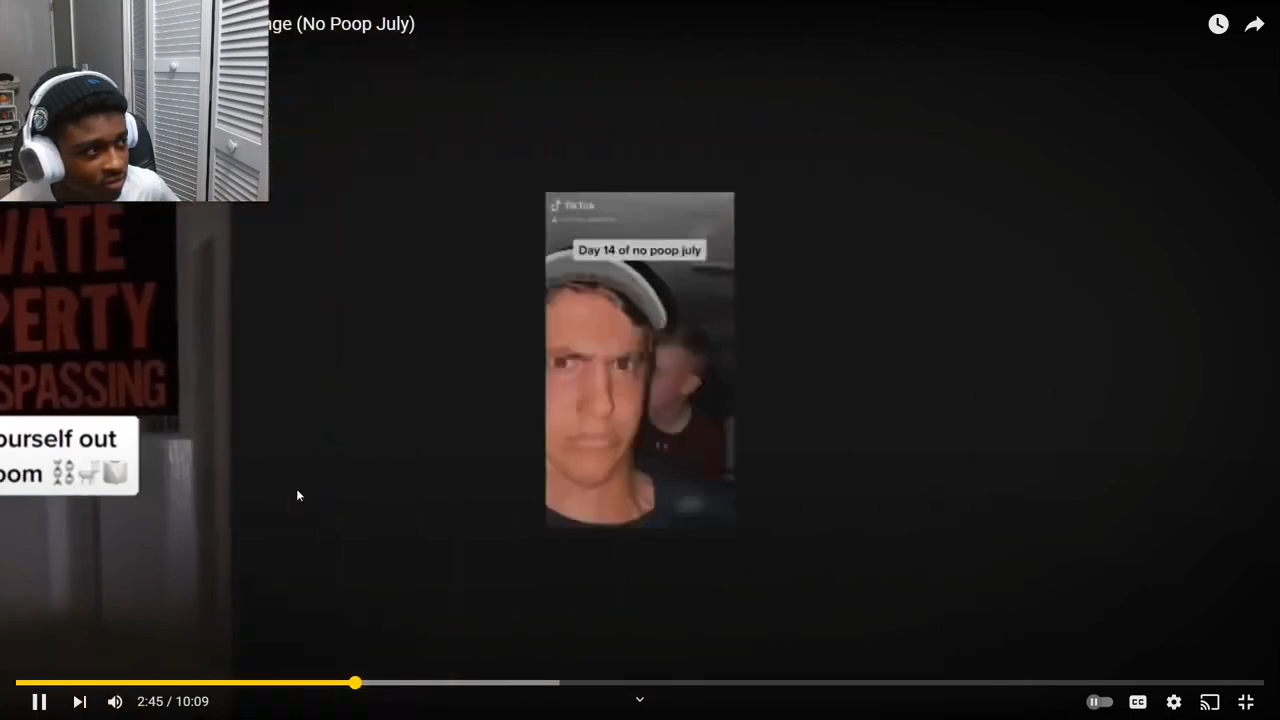 nge (No Poop July)
TikTok
Day 14 of no poop july
VATE
PERTY
SPASSING
ourself out
oom
2:45 / 10:09
CC